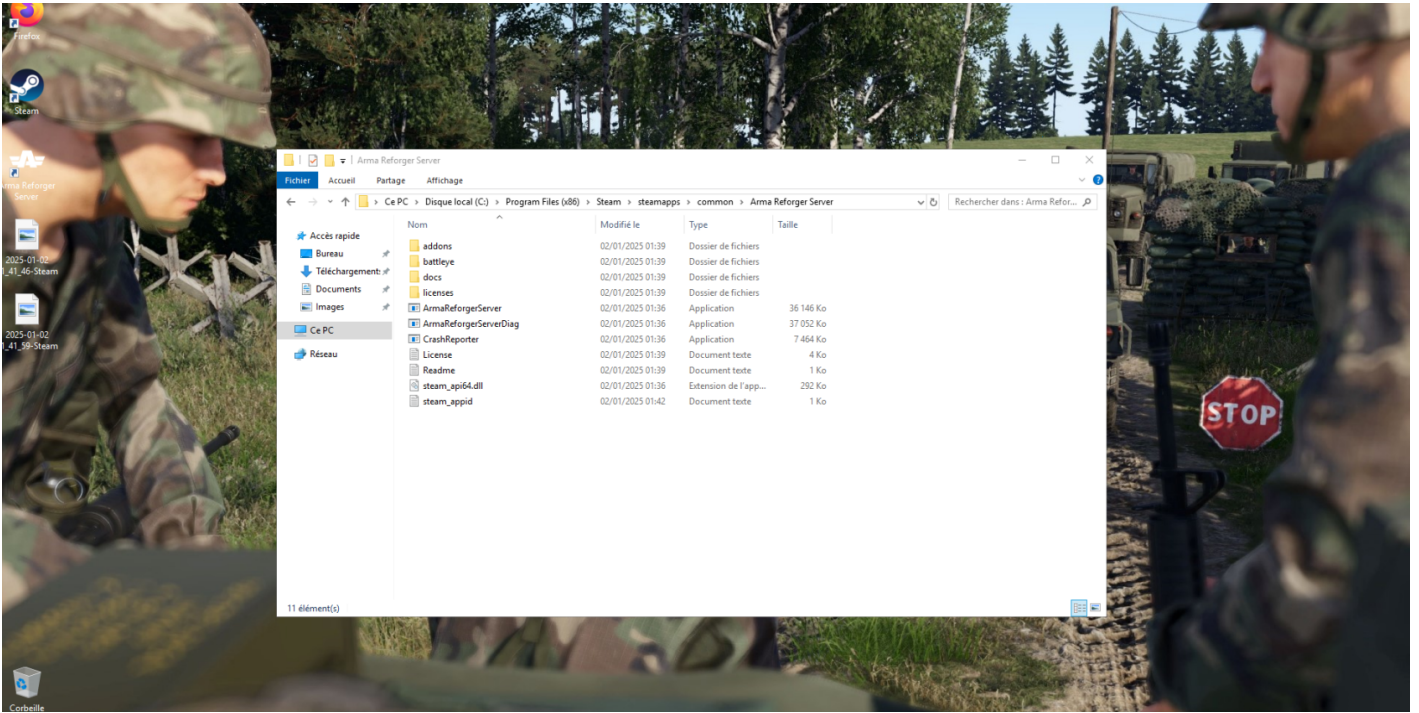 Firefox
Steam
Arma Reforger
Server
2025-01-02
1_41_46-Steam
2025-01-02
1_41_59-Steam
Corbeille
Arma Reforger Server
Fichier Accueil Partage Affichage
Ce PC > Disque local (C:) > Program Files (x86) > Steam > steamapps > common > Arma Reforger Server
Rechercher dans : Arma Refor...
Accès rapide
Bureau
Téléchargement:
Documents
Images
Ce PC
Réseau
Nom Modifié le Type Taille
addons 02/01/2025 01:39 Dossier de fichiers
battleye 02/01/2025 01:39 Dossier de fichiers
docs 02/01/2025 01:39 Dossier de fichiers
licenses 02/01/2025 01:39 Dossier de fichiers
ArmaReforgerServer 02/01/2025 01:36 Application 36 146 Ko
ArmaReforgerServerDiag 02/01/2025 01:36 Application 37 052 Ko
CrashReporter 02/01/2025 01:36 Application 7 464 Ko
License 02/01/2025 01:39 Document texte 4 Ko
Readme 02/01/2025 01:39 Document texte 1 Ko
steam_api64.dll 02/01/2025 01:36 Extension de l'app... 292 Ko
steam_appid 02/01/2025 01:42 Document texte 1 Ko
11 élément(s)
STOP